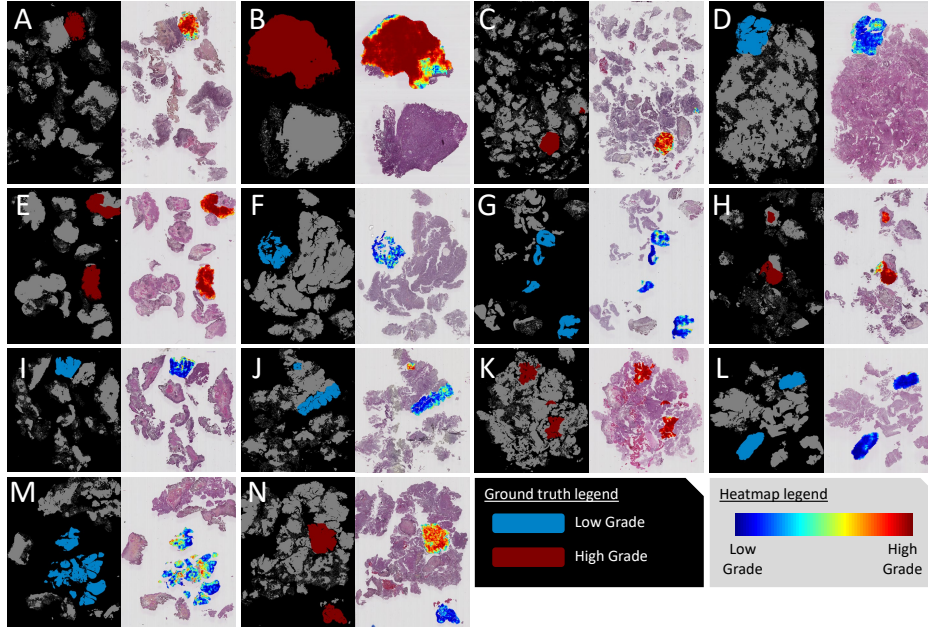 A
B
C
D
E
F
G
H
I
J
K
L
M
N
Ground truth legend
Low Grade
High Grade
Heatmap legend
Low Grade
High Grade